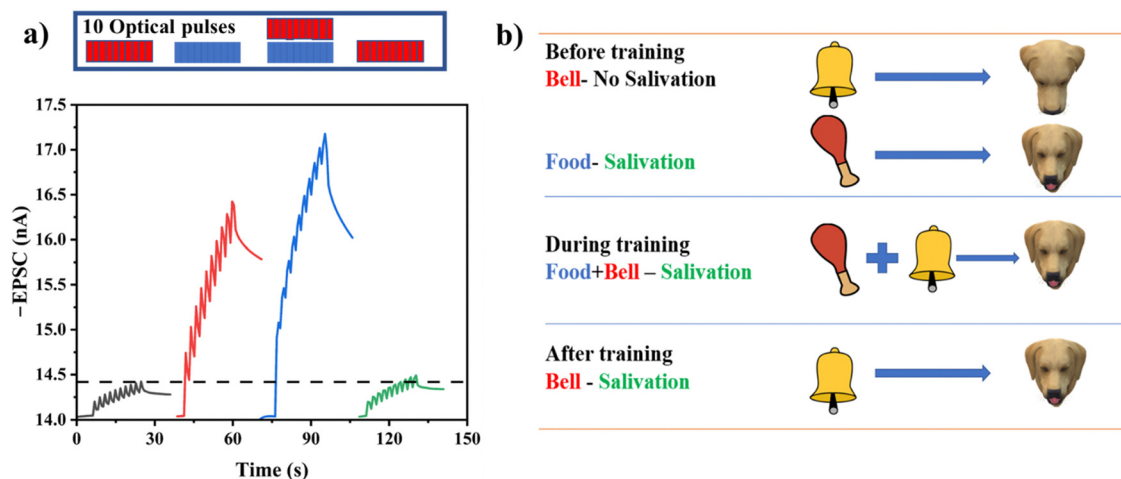 a)
10 Optical pulses
17.5
17.0
16.5
16.0
15.5
15.0
14.5
14.0
−EPSC (nA)
0 30 60 90 120 150
Time (s)
b)
Before training
Bell- No Salivation
Food- Salivation
During training
Food+Bell – Salivation
After training
Bell - Salivation